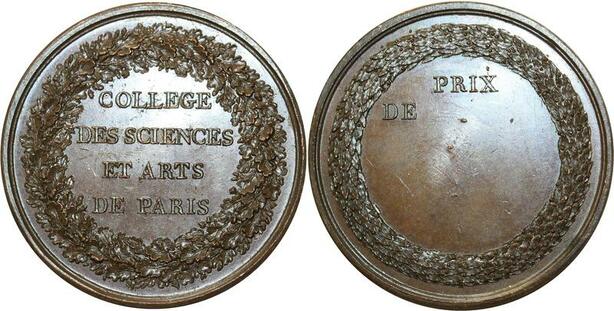 COLLEGE
DES SCIENCES
ET ARTS
DE PARIS
PRIX
DE